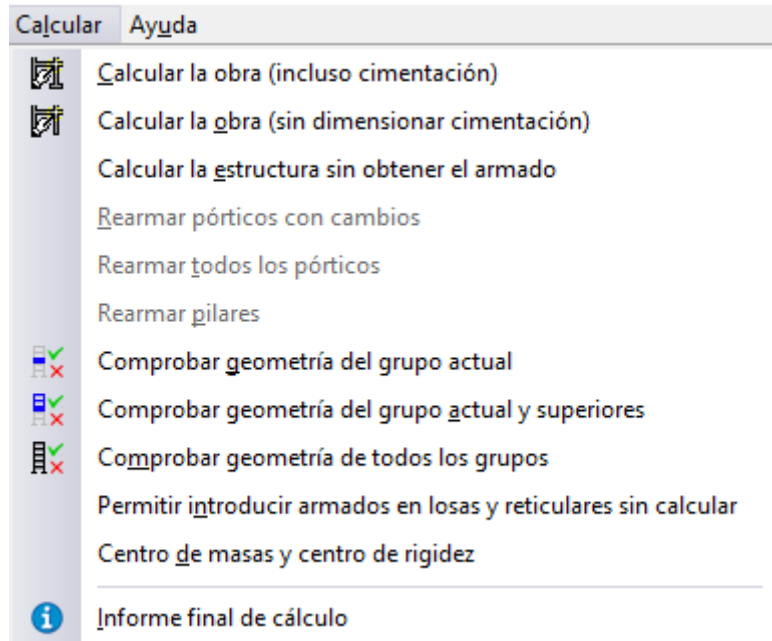 Calcular Ayuda
Calcular la obra (incluso cimentación)
Calcular la obra (sin dimensionar cimentación)
Calcular la estructura sin obtener el armado
Rearmar pórticos con cambios
Rearmar todos los pórticos
Rearmar pilares
Comprobar geometría del grupo actual
Comprobar geometría del grupo actual y superiores
Comprobar geometría de todos los grupos
Permitir introducir armados en losas y reticulares sin calcular
Centro de masas y centro de rigidez
Informe final de cálculo